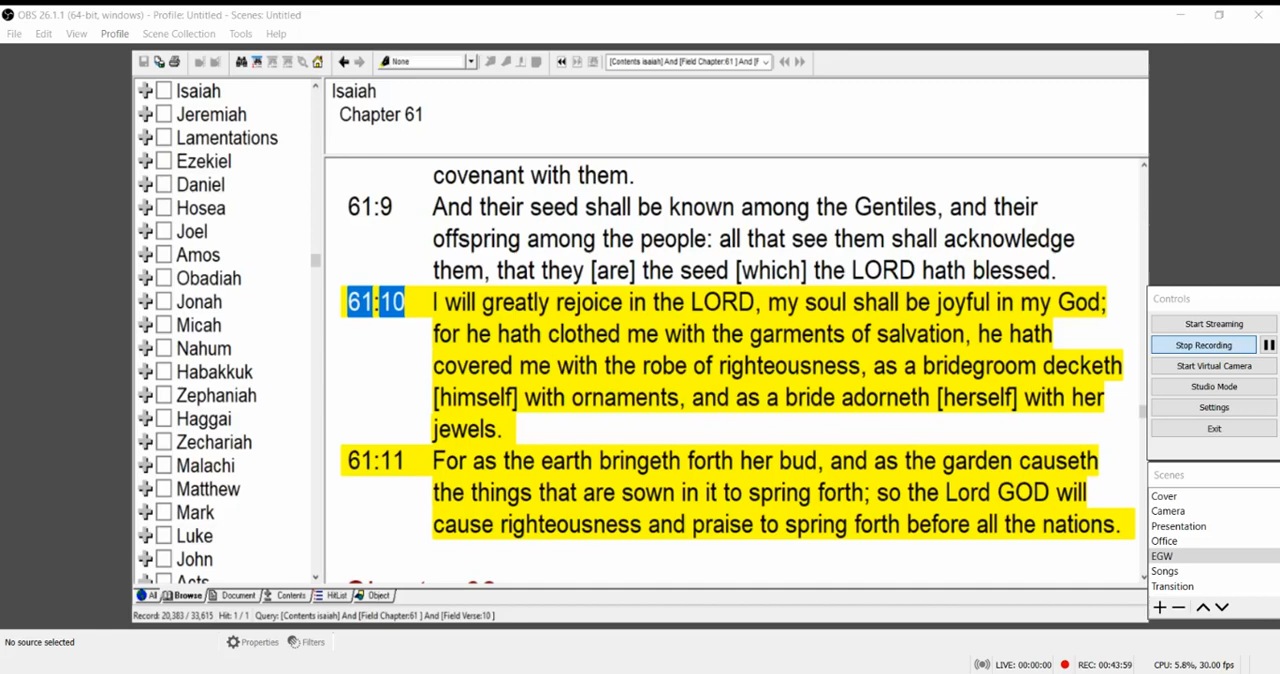 OBS 26.1.1 (64-bit, windows) - Profile: Untitled - Scenes: Untitled
File Edit View Profile Scene Collection Tools Help
None
[Contents isaiah] And [Field Chapter:61 ] And [F
Isaiah
Jeremiah
Lamentations
Ezekiel
Daniel
Hosea
Joel
Amos
Obadiah
Jonah
Micah
Nahum
Habakkuk
Zephaniah
Haggai
Zechariah
Malachi
Matthew
Mark
Luke
John
Acts
Isaiah
Chapter 61
covenant with them.
61:9 And their seed shall be known among the Gentiles, and their
offspring among the people: all that see them shall acknowledge
them, that they [are] the seed [which] the LORD hath blessed.
61:10 I will greatly rejoice in the LORD, my soul shall be joyful in my God;
for he hath clothed me with the garments of salvation, he hath
covered me with the robe of righteousness, as a bridegroom decketh
[himself] with ornaments, and as a bride adorneth [herself] with her
jewels.
61:11 For as the earth bringeth forth her bud, and as the garden causeth
the things that are sown in it to spring forth; so the Lord GOD will
cause righteousness and praise to spring forth before all the nations.
All Browse Document Contents HitList Object
Record: 20,383 / 33,615 Hit: 1 / 1 Query: [Contents isaiah] And [Field Chapter:61 ] And [Field Verse:10 ]
Controls
Start Streaming
Stop Recording
Start Virtual Camera
Studio Mode
Settings
Exit
Scenes
Cover
Camera
Presentation
Office
EGW
Songs
Transition
No source selected Properties Filters
LIVE: 00:00:00 REC: 00:43:59 CPU: 5.8%, 30.00 fps